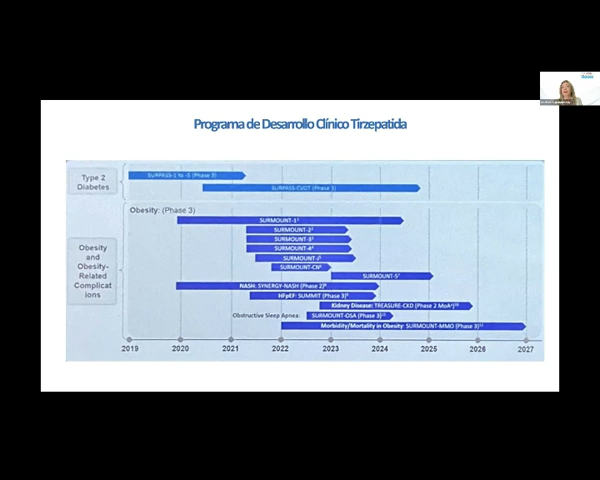 Programa de Desarrollo Clínico Tirzepatida
Type 2
Diabetes
SURPASS-1 to -5 (Phase 3)
SURPASS-CVOT (Phase 3)
Obesity: (Phase 3)
Obesity
and
Obesity-
Related
Complicat
ions
SURMOUNT-1
SURMOUNT-2
SURMOUNT-3
SURMOUNT-4
SURMOUNT-J
SURMOUNT-CN
SURMOUNT-5
NASH: SYNERGY-NASH (Phase 2)
HFpEF: SUMMIT (Phase 3)
Kidney Disease: TREASURE-CKD (Phase 2 MoA)
Obstructive Sleep Apnea: SURMOUNT-OSA (Phase 3)
Morbidity/Mortality in Obesity: SURMOUNT-MMO (Phase 3)
2019 2020 2021 2022 2023 2024 2025 2026 2027